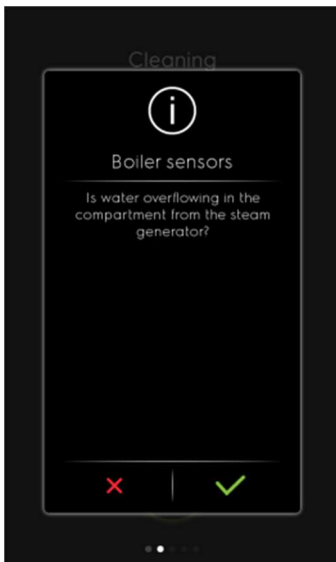 Cleaning
i
Boiler sensors
Is water overflowing in the
compartment from the steam
generator?